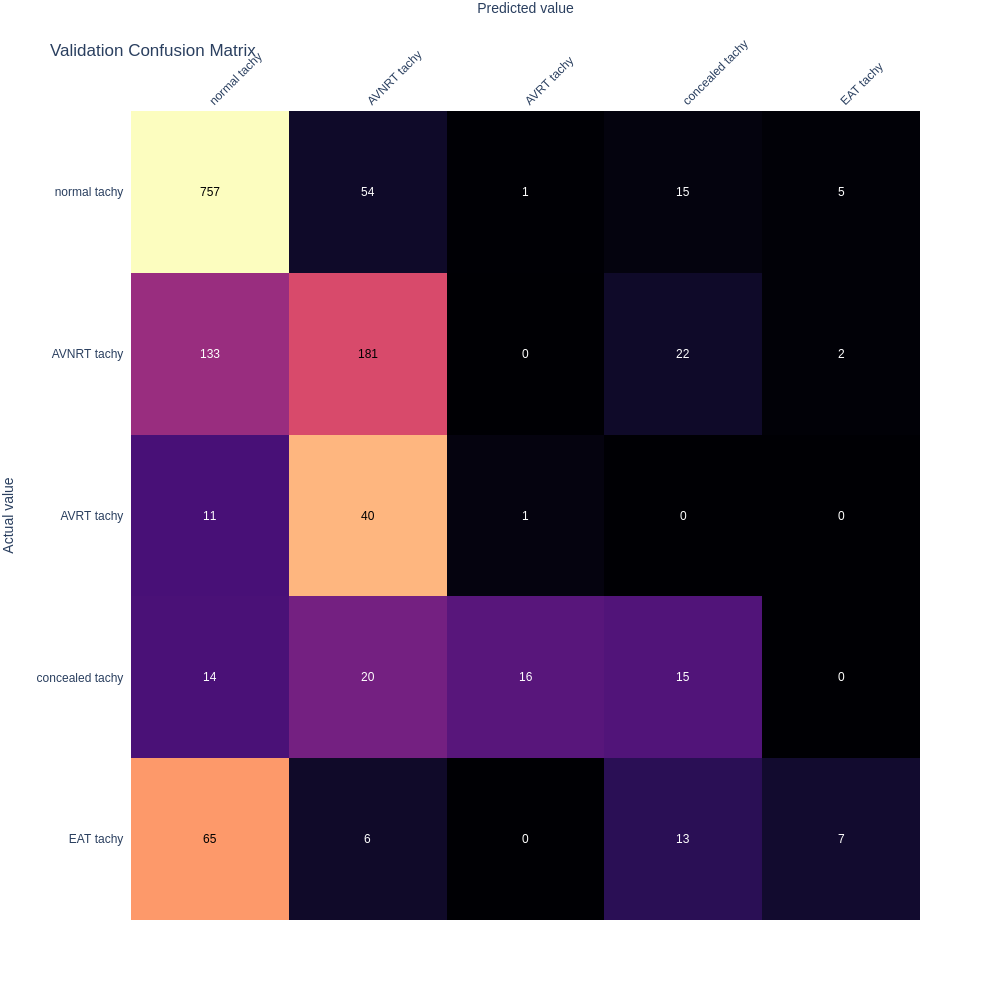 Predicted value
Validation Confusion Matrix
normal tachy AVNRT tachy AVRT tachy concealed tachy EAT tachy
normal tachy 757 54 1 15 5
AVNRT tachy 133 181 0 22 2
Actual value
AVRT tachy 11 40 1 0 0
concealed tachy 14 20 16 15 0
EAT tachy 65 6 0 13 7